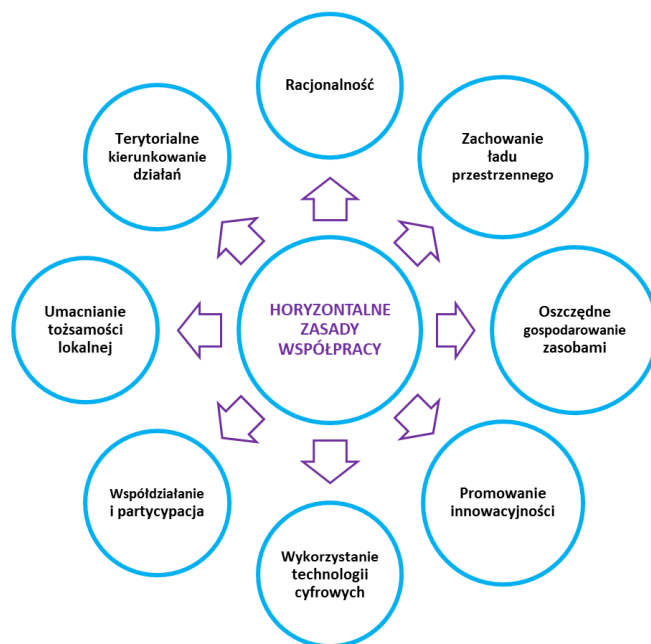 Racjonalność
Terytorialne
kierunkowanie
działań
Zachowanie
ładu
przestrzennego
Umacnianie
tożsamości
lokalnej
HORYZONTALNE
ZASADY
WSPÓŁPRACY
Oszczędne
gospodarowanie
zasobami
Współdziałanie
i partycypacja
Promowanie
innowacyjności
Wykorzystanie
technologii
cyfrowych